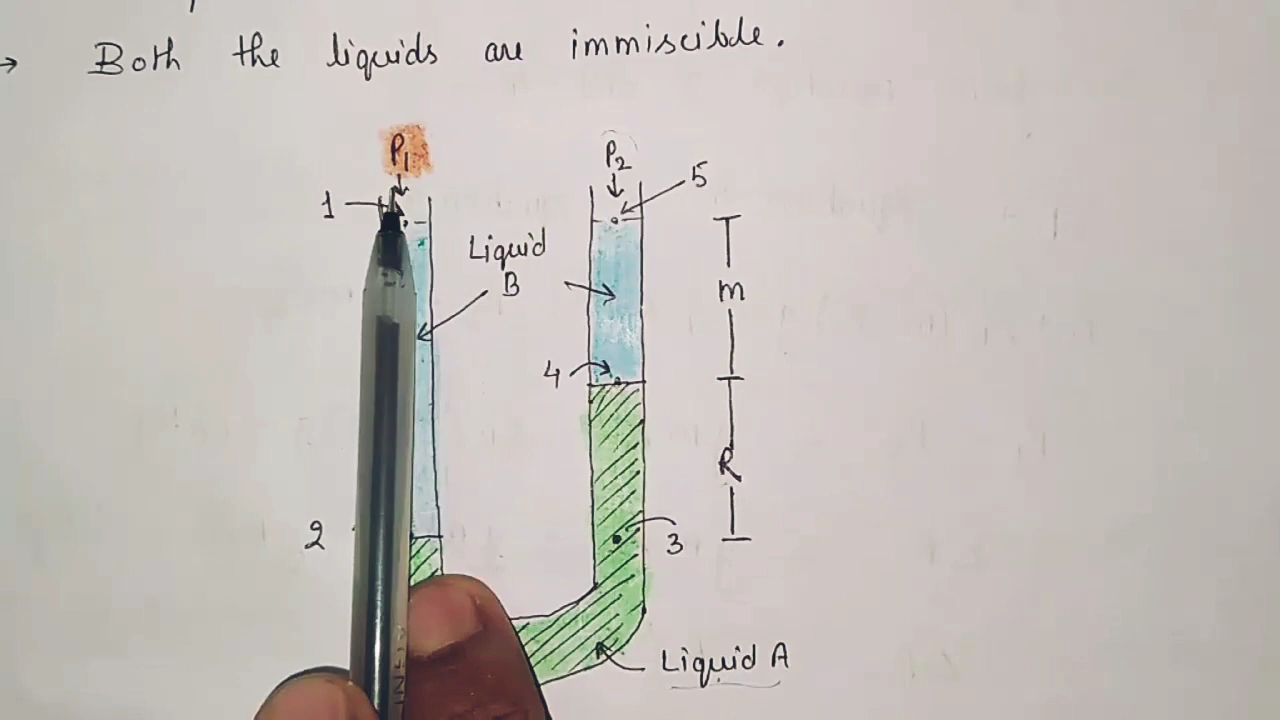 → Both the liquids are immiscible.
P1
P2
1
5
Liquid
B
m
4
R
2
3
Liquid A